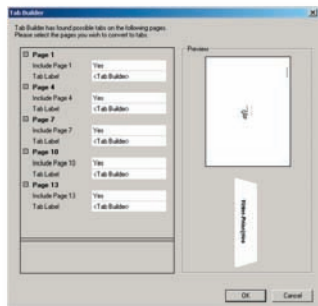 Tab Builder
Tab Builder has found possible tabs on the following pages.
Please select the pages you wish to convert to tabs.
Preview
Page 1
Include Page 1 Yes
Tab Label <Tab Builder>
Page 4
Include Page 4 Yes
Tab Label <Tab Builder>
Page 7
Include Page 7 Yes
Tab Label <Tab Builder>
Page 10
Include Page 10 Yes
Tab Label <Tab Builder>
Page 13
Include Page 13 Yes
Tab Label <Tab Builder>
OK Cancel